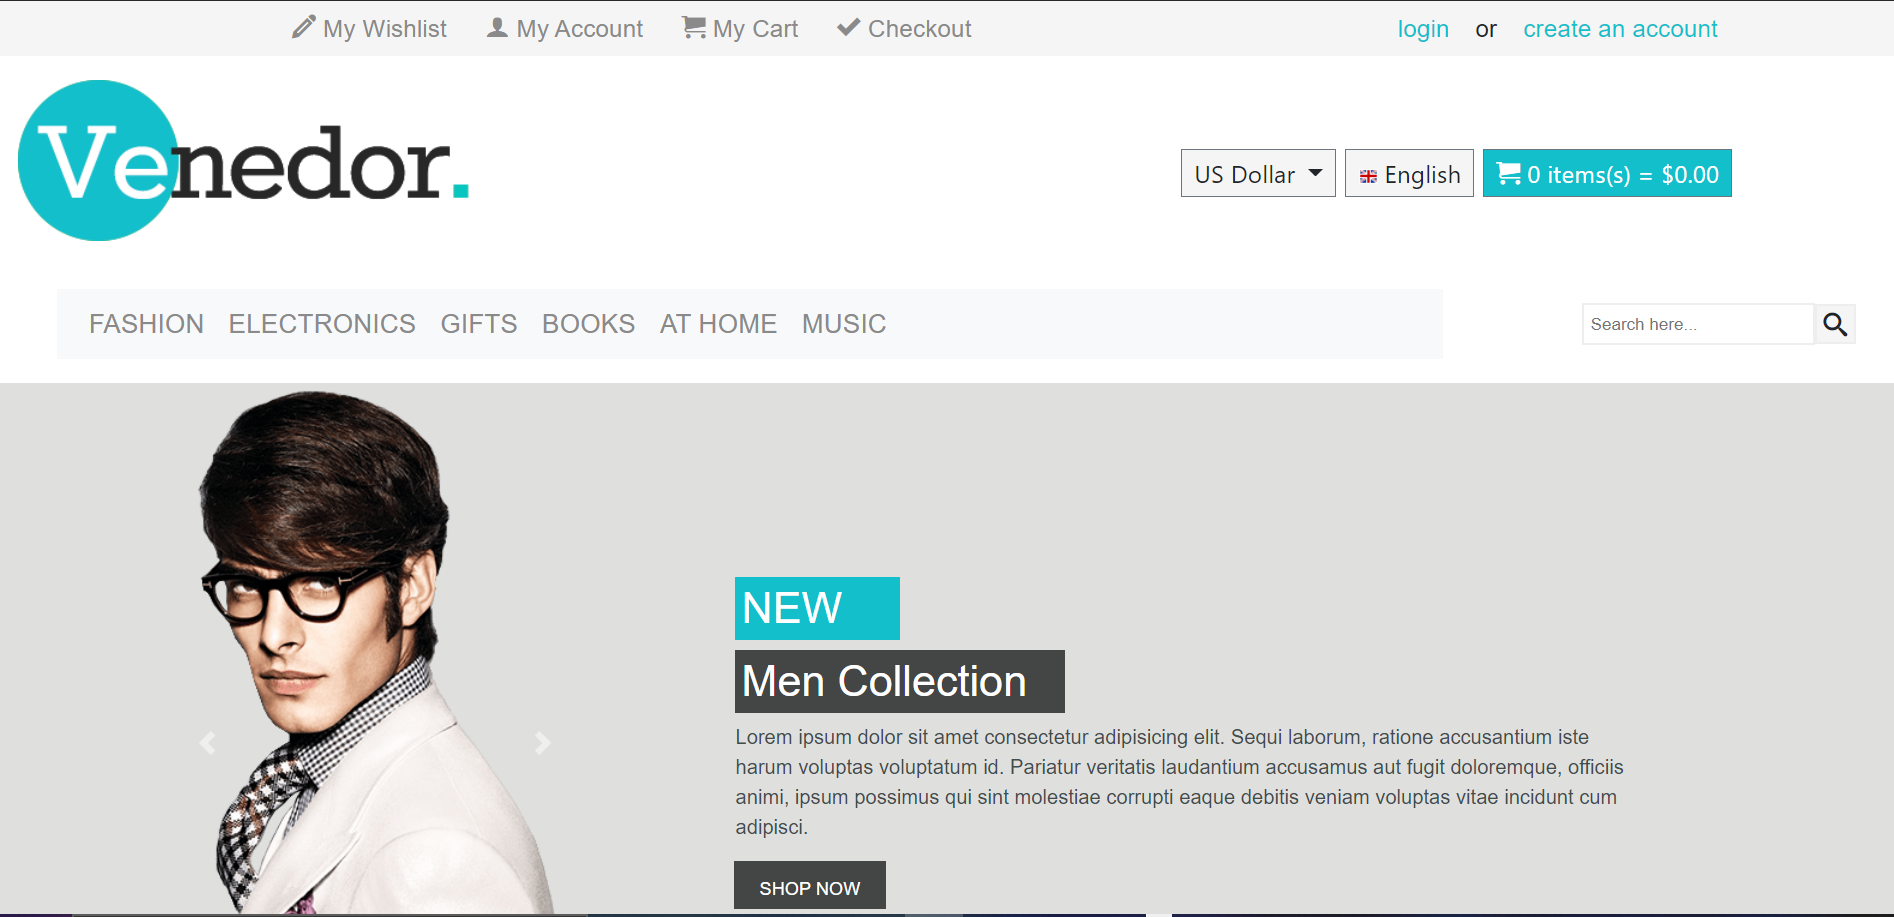 My Wishlist My Account My Cart Checkout login or create an account
Venedor.
US Dollar English 0 items(s) = $0.00
FASHION ELECTRONICS GIFTS BOOKS AT HOME MUSIC
Search here...
NEW
Men Collection
Lorem ipsum dolor sit amet consectetur adipisicing elit. Sequi laborum, ratione accusantium iste
harum voluptas voluptatum id. Pariatur veritatis laudantium accusamus aut fugit doloremque, officiis
animi, ipsum possimus qui sint molestiae corrupti eaque debitis veniam voluptas vitae incidunt cum
adipisci.
SHOP NOW